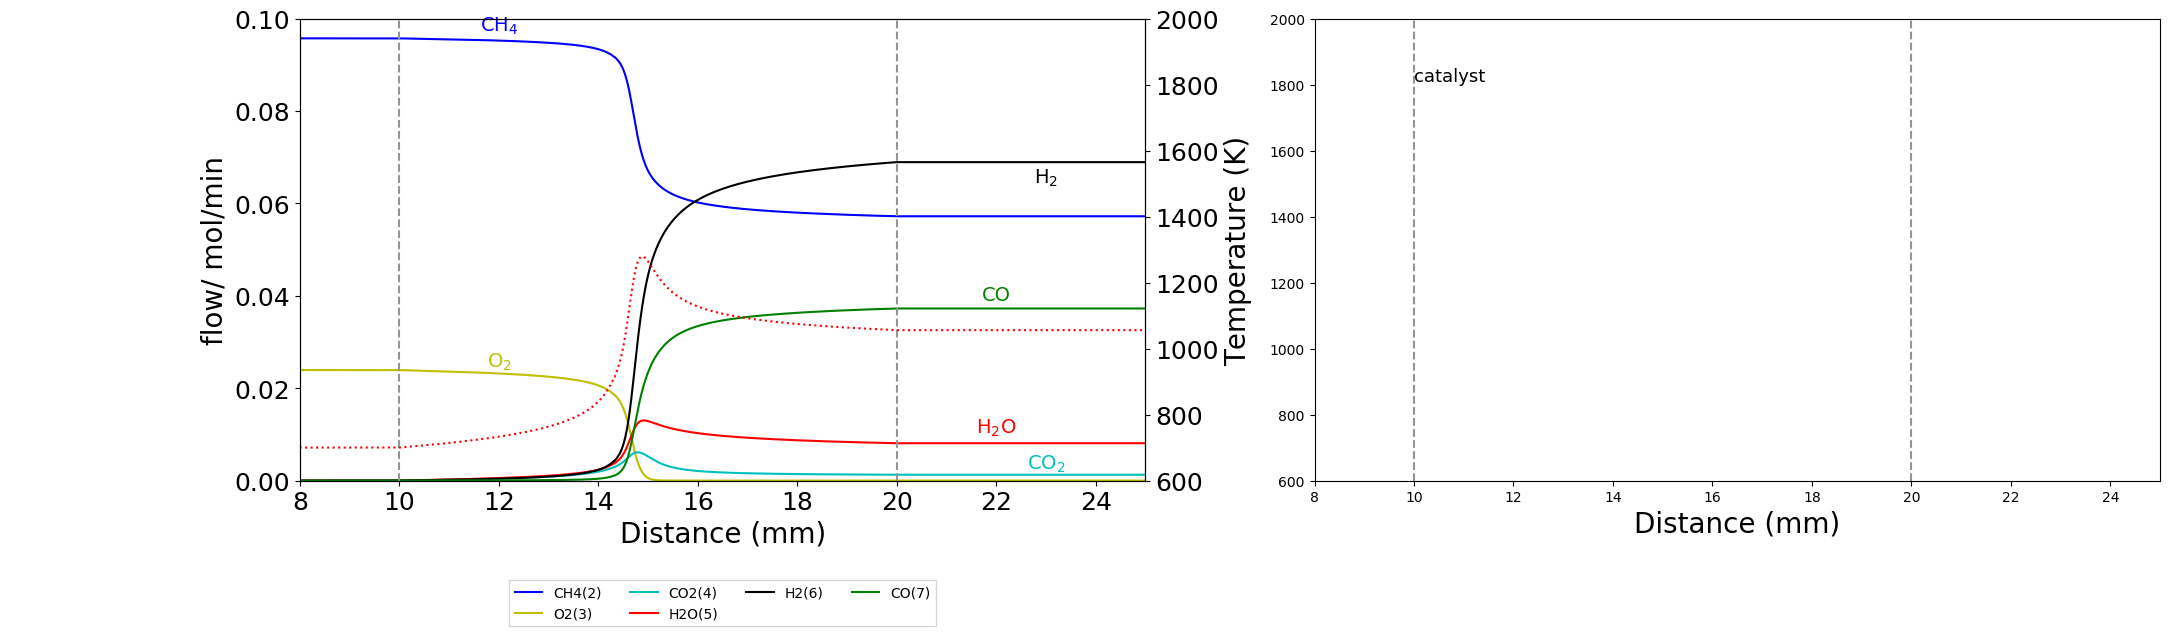 0.10
0.08
0.06
0.04
0.02
0.00
flow/ mol/min
8 10 12 14 16 18 20 22 24
Distance (mm)
CH₄
O₂
H₂
CO
H₂O
CO₂
2000
1800
1600
1400
1200
1000
800
600
Temperature (K)
CH4(2) CO2(4) H2(6) CO(7)
O2(3) H2O(5)
2000
1800
1600
1400
1200
1000
800
600
catalyst
8 10 12 14 16 18 20 22 24
Distance (mm)